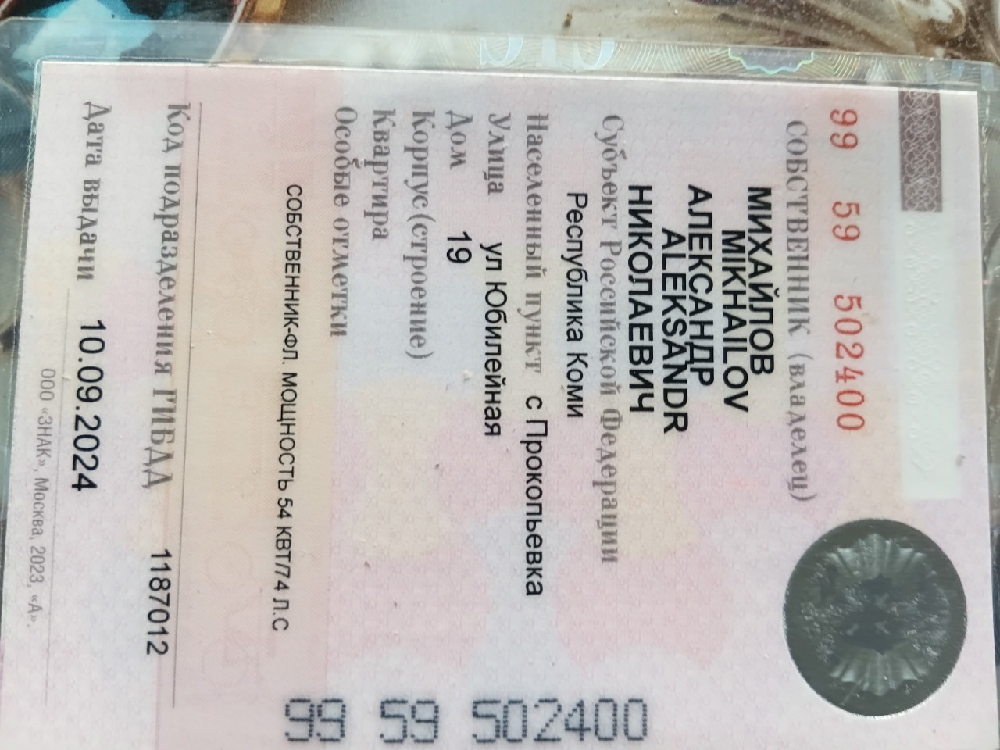 99 59 502400
СОБСТВЕННИК (владелец)
МИХАЙЛОВ
MIKHAILOV
АЛЕКСАНДР
ALEKSANDR
НИКОЛАЕВИЧ
Субъект Российской Федерации
Республика Коми
Населенный пункт с Прокопьевка
Улица ул Юбилейная
Дом 19
Корпус(строение)
Квартира
Особые отметки
СОБСТВЕННИК-ФЛ. МОЩНОСТЬ 54 КВТ/74 Л.С
Код подразделения ГИБДД 1187012
Дата выдачи 10.09.2024
ООО «ЗНАК», Москва, 2023, «А».
99 59 502400